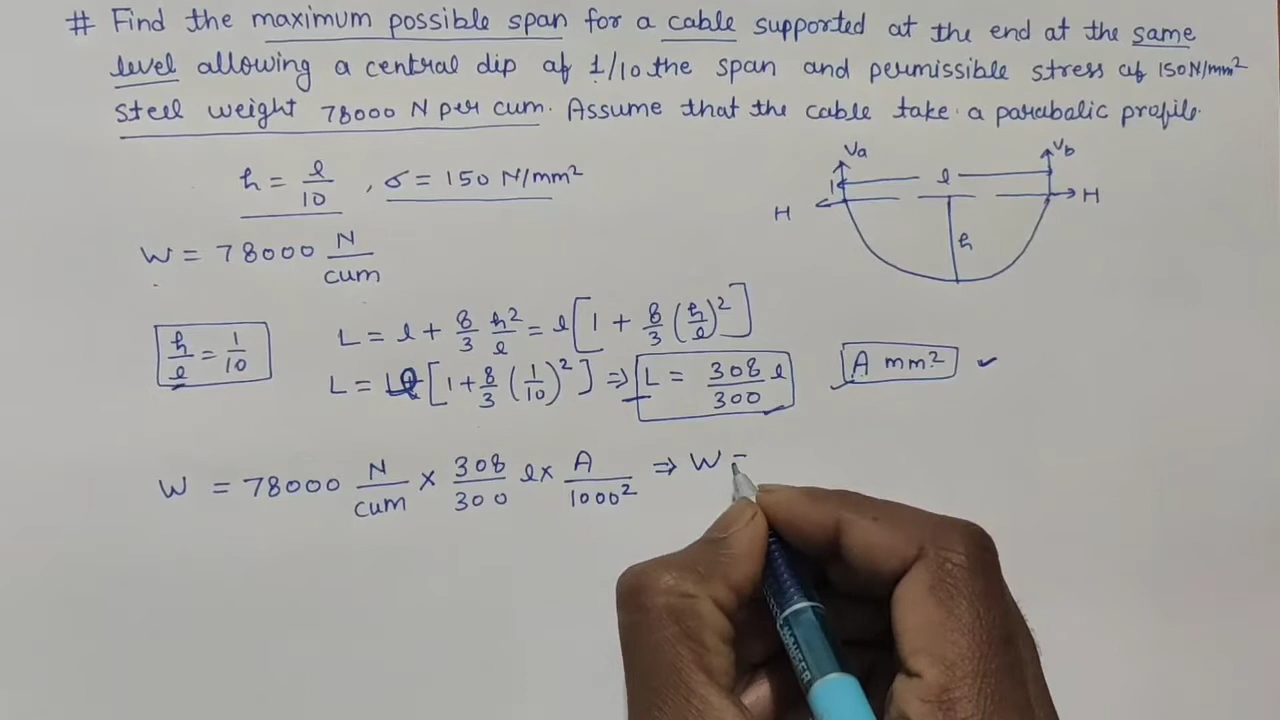 # Find the maximum possible span for a cable supported at the end at the same
level allowing a central dip of 1/10 the span and permissible stress of 150N/mm²
steel weight 78000 N per cum. Assume that the cable take a parabolic profile.
h = l/10 , σ = 150 N/mm²
Va Vb
l
H H
h
W = 78000 N/cum
h/l = 1/10
L = l + 8/3 h²/l = l[1 + 8/3 (h/l)²]
L = l[1 + 8/3 (1/10)²] ⇒ L = 308/300 l
A mm² ✓
W = 78000 N/cum × 308/300 l × A/1000² ⇒ W =